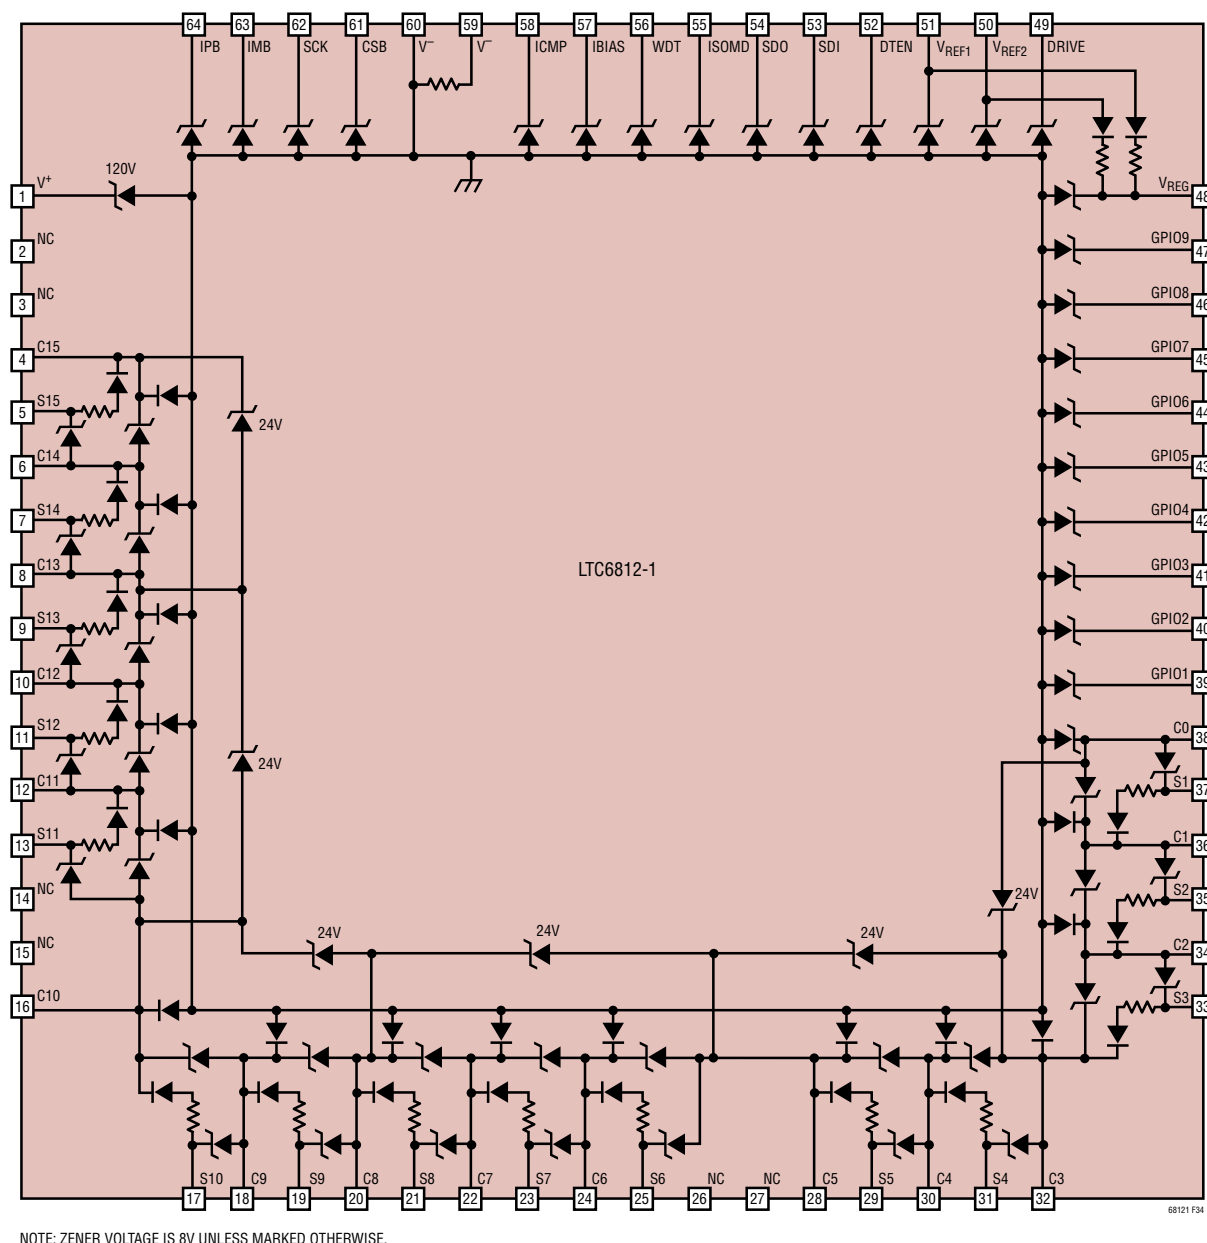 64 63 62 61 60 59 58 57 56 55 54 53 52 51 50 49
IPB IMB SCK CSB V– V– ICMP IBIAS WDT ISOMD SDO SDI DTEN VREF1 VREF2 DRIVE
120V
1 V+
VREG 48
2 NC
GPIO9 47
3 NC
GPIO8 46
4 C15
GPIO7 45
5 S15
GPIO6 44
24V
6 C14
GPIO5 43
7 S14
GPIO4 42
8 C13
GPIO3 41
LTC6812-1
9 S13
GPIO2 40
10 C12
GPIO1 39
11 S12
C0 38
24V
12 C11
S1 37
13 S11
C1 36
14 NC
S2 35
24V
24V 24V 24V
15 NC
C2 34
16 C10
S3 33
S10 C9 S9 C8 S8 C7 S7 C6 S6 NC NC C5 S5 C4 S4 C3
17 18 19 20 21 22 23 24 25 26 27 28 29 30 31 32
68121 F34
NOTE: ZENER VOLTAGE IS 8V UNLESS MARKED OTHERWISE.